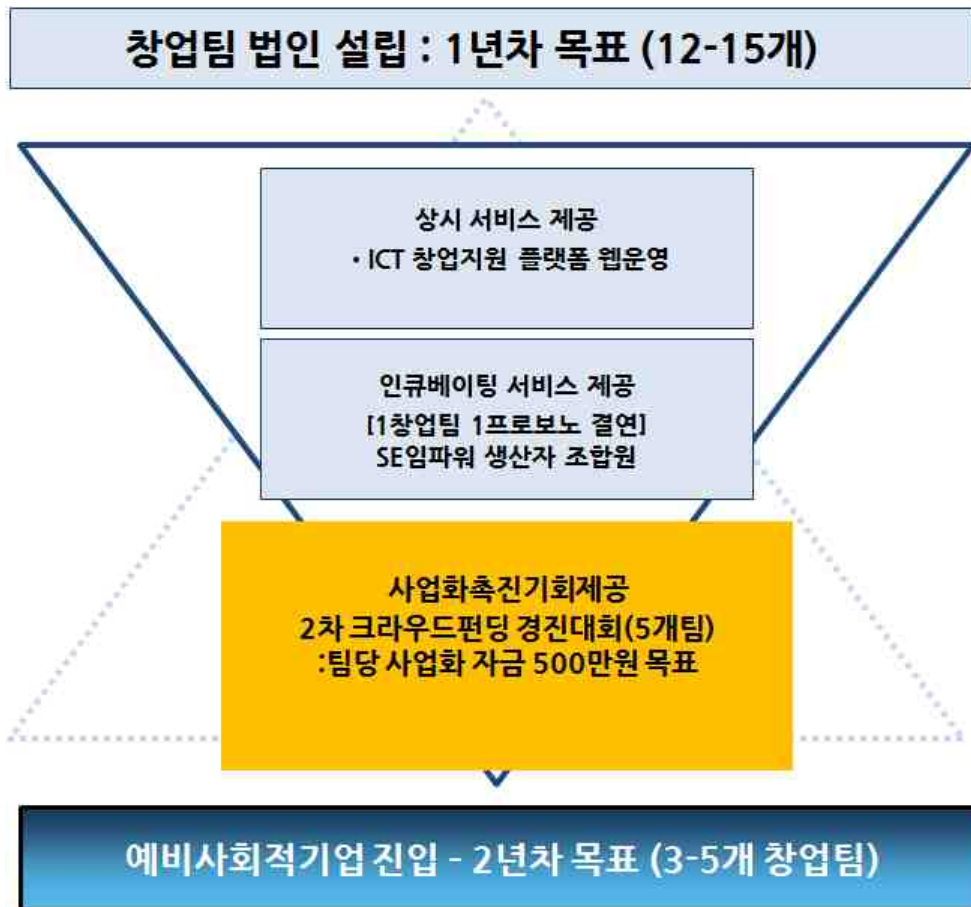 창업팀 법인 설립 : 1년차 목표 (12-15개)
상시 서비스 제공
· ICT 창업지원 플랫폼 웹운영
인큐베이팅 서비스 제공
[1창업팀 1프로보노 결연]
SE임파워 생산자 조합원
사업화촉진기회제공
2차 크라우드펀딩 경진대회(5개팀)
:팀당 사업화 자금 500만원 목표
예비사회적기업 진입 - 2년차 목표 (3-5개 창업팀)